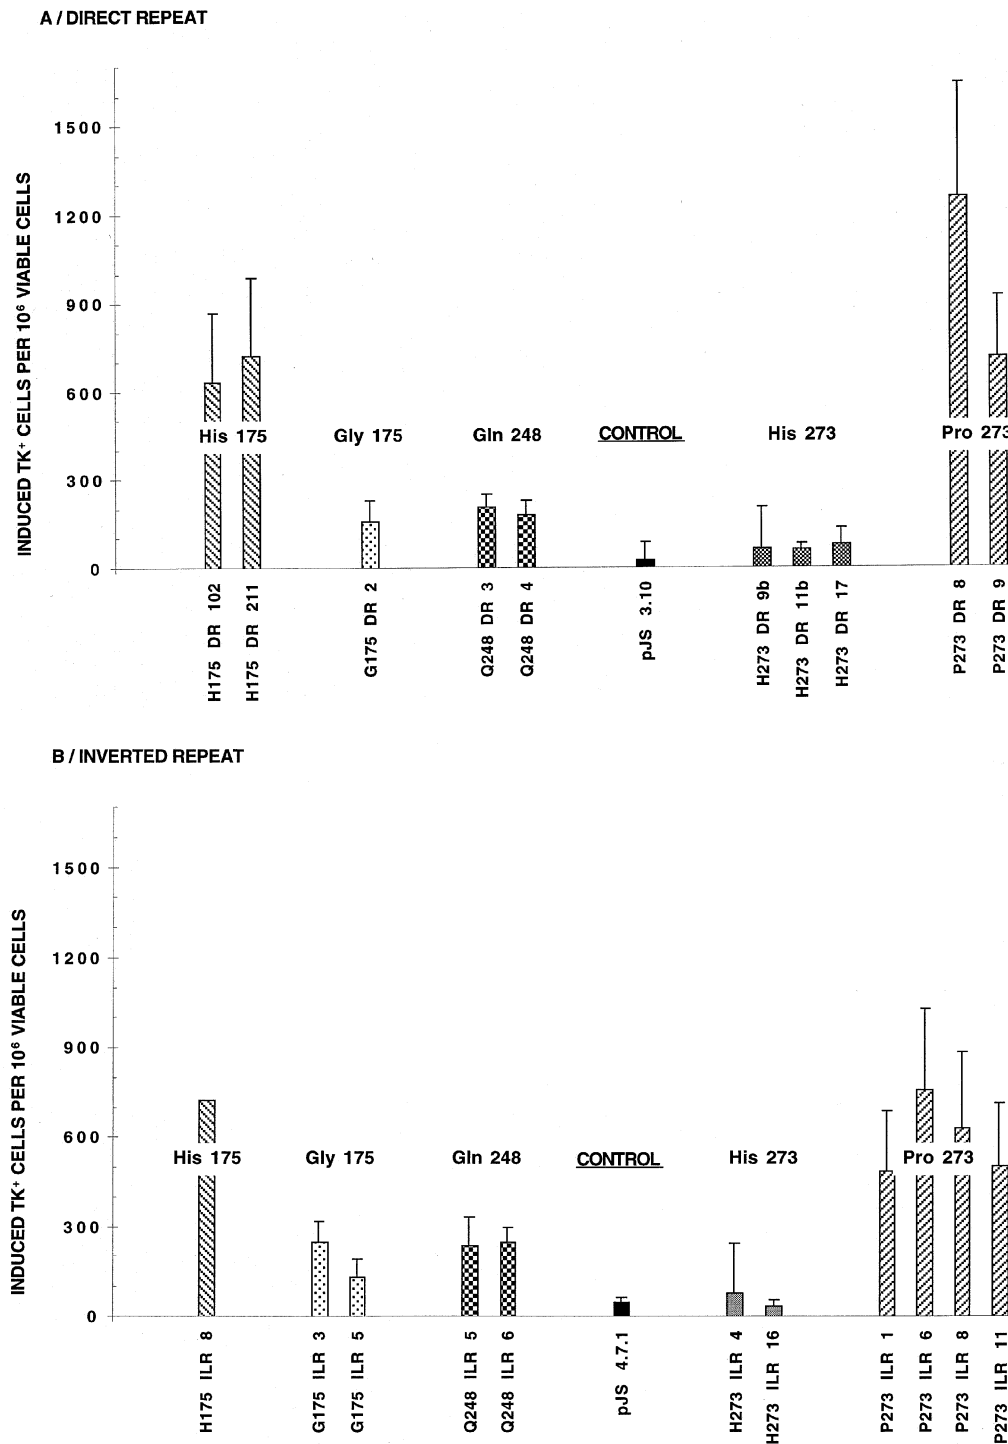 A / DIRECT REPEAT
INDUCED TK+ CELLS PER 10⁶ VIABLE CELLS
1500
1200
900
600
300
0
His 175
Gly 175
Gln 248
CONTROL
His 273
Pro 273
H175 DR 102
H175 DR 211
G175 DR 2
Q248 DR 3
Q248 DR 4
pJS 3.10
H273 DR 9b
H273 DR 11b
H273 DR 17
P273 DR 8
P273 DR 9
B / INVERTED REPEAT
INDUCED TK+ CELLS PER 10⁶ VIABLE CELLS
1500
1200
900
600
300
0
His 175
Gly 175
Gln 248
CONTROL
His 273
Pro 273
H175 ILR 8
G175 ILR 3
G175 ILR 5
Q248 ILR 5
Q248 ILR 6
pJS 4.7.1
H273 ILR 4
H273 ILR 16
P273 ILR 1
P273 ILR 6
P273 ILR 8
P273 ILR 11